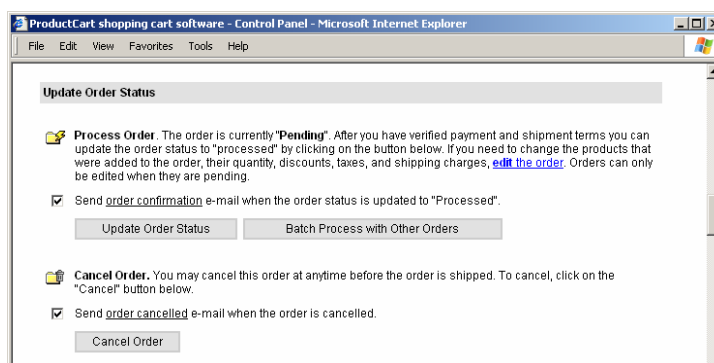 ProductCart shopping cart software - Control Panel - Microsoft Internet Explorer
File Edit View Favorites Tools Help
Update Order Status
Process Order. The order is currently "Pending". After you have verified payment and shipment terms you can
update the order status to "processed" by clicking on the button below. If you need to change the products that
were added to the order, their quantity, discounts, taxes, and shipping charges, edit the order. Orders can only
be edited when they are pending.
Send order confirmation e-mail when the order status is updated to "Processed".
Update Order Status Batch Process with Other Orders
Cancel Order. You may cancel this order at anytime before the order is shipped. To cancel, click on the
"Cancel" button below.
Send order cancelled e-mail when the order is cancelled.
Cancel Order